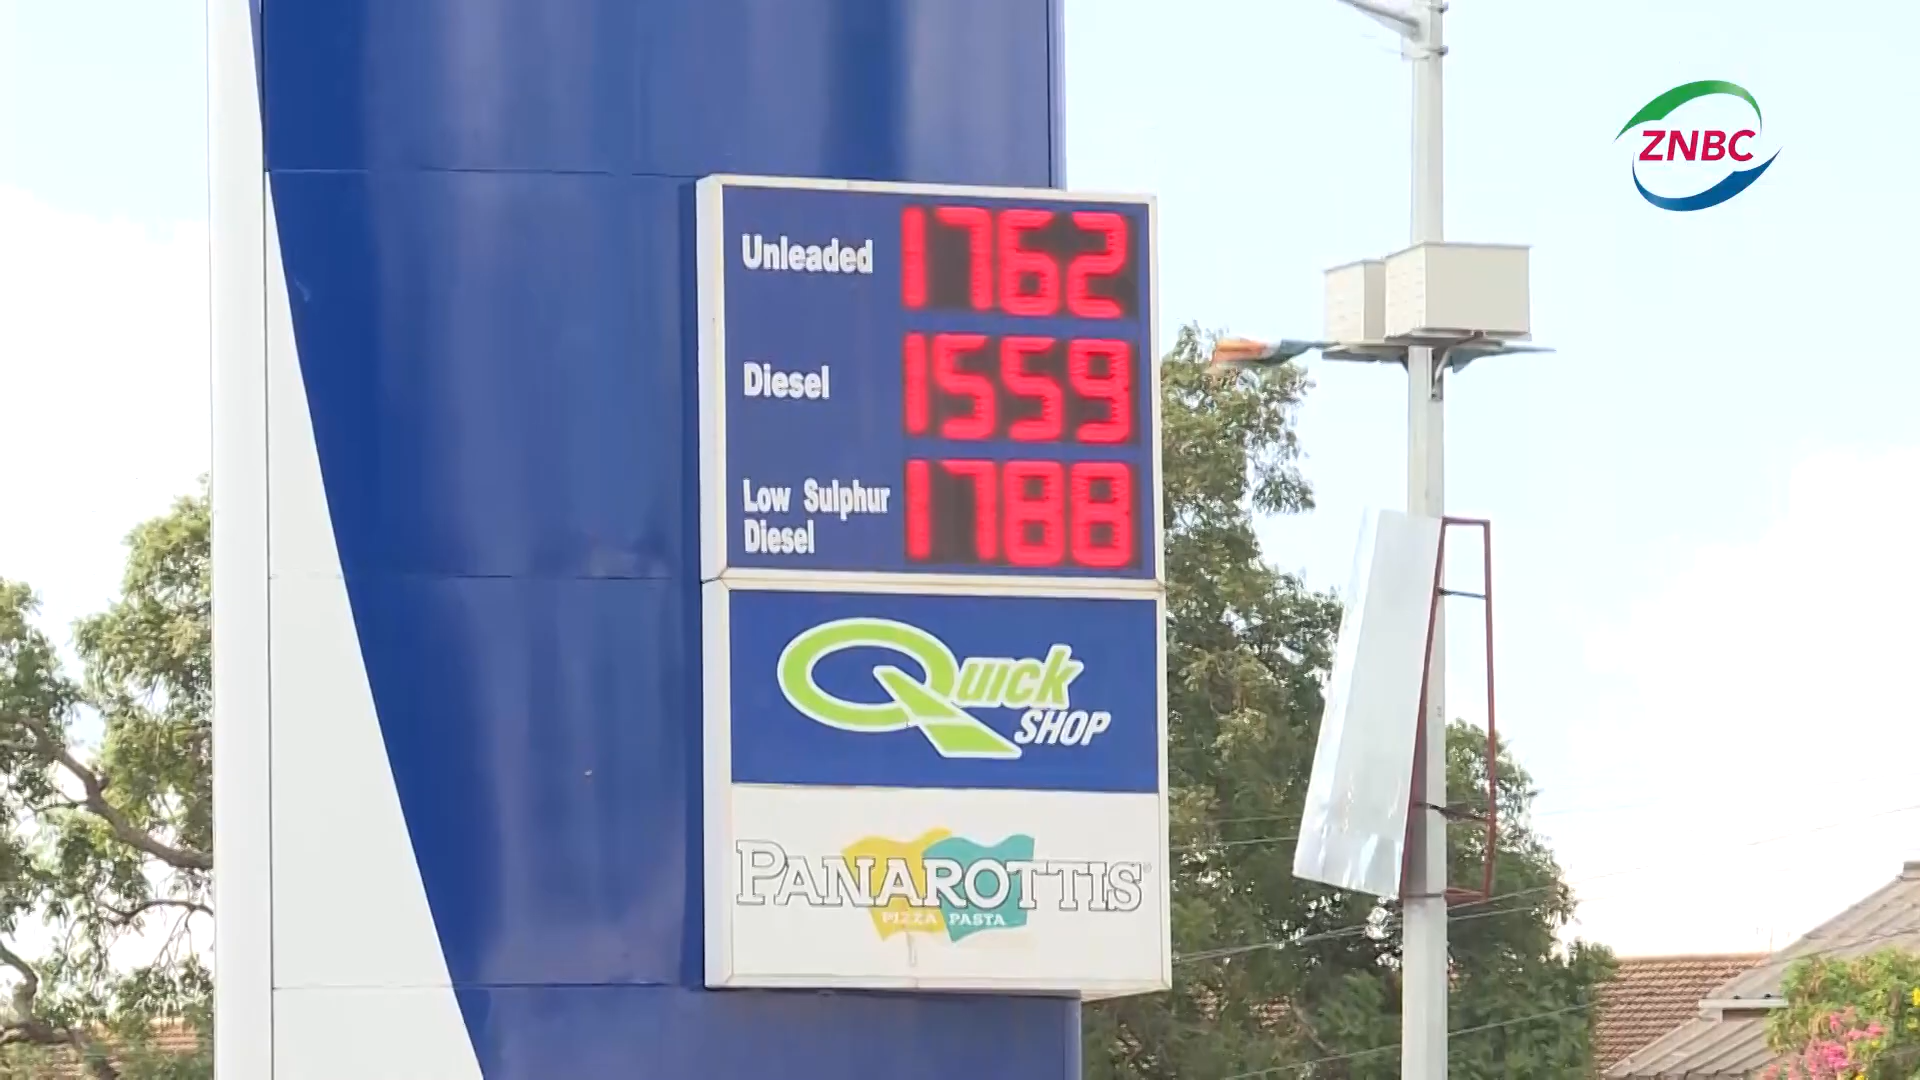 ZNBC
Unleaded 1762
Diesel 1559
Low Sulphur
Diesel 1788
Quick
SHOP
PANAROTTIS
PIZZA PASTA